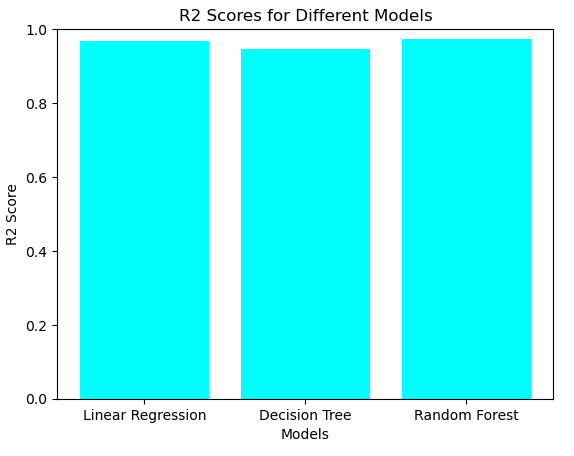 R2 Scores for Different Models
1.0
0.8
0.6
0.4
0.2
0.0
R2 Score
Linear Regression Decision Tree Random Forest
Models